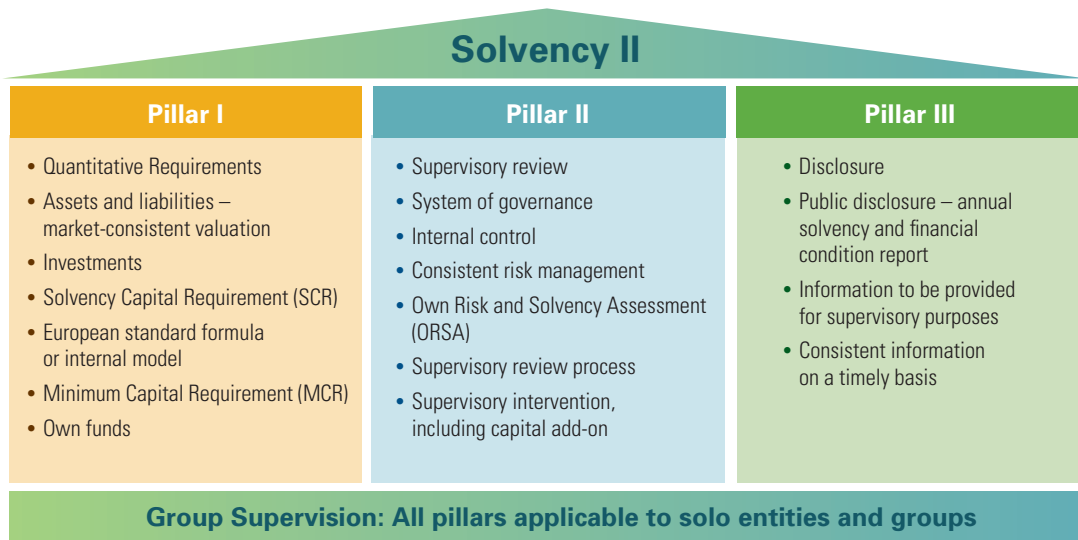 Solvency II
Pillar I
• Quantitative Requirements
• Assets and liabilities –
market-consistent valuation
• Investments
• Solvency Capital Requirement (SCR)
• European standard formula
or internal model
• Minimum Capital Requirement (MCR)
• Own funds
Pillar II
• Supervisory review
• System of governance
• Internal control
• Consistent risk management
• Own Risk and Solvency Assessment
(ORSA)
• Supervisory review process
• Supervisory intervention,
including capital add-on
Pillar III
• Disclosure
• Public disclosure – annual
solvency and financial
condition report
• Information to be provided
for supervisory purposes
• Consistent information
on a timely basis
Group Supervision: All pillars applicable to solo entities and groups